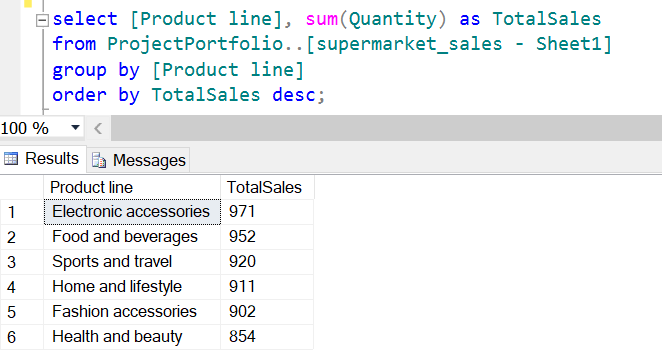 select [Product line], sum(Quantity) as TotalSales
from ProjectPortfolio..[supermarket_sales - Sheet1]
group by [Product line]
order by TotalSales desc;
100 %
Results Messages
Product line TotalSales
1 Electronic accessories 971
2 Food and beverages 952
3 Sports and travel 920
4 Home and lifestyle 911
5 Fashion accessories 902
6 Health and beauty 854